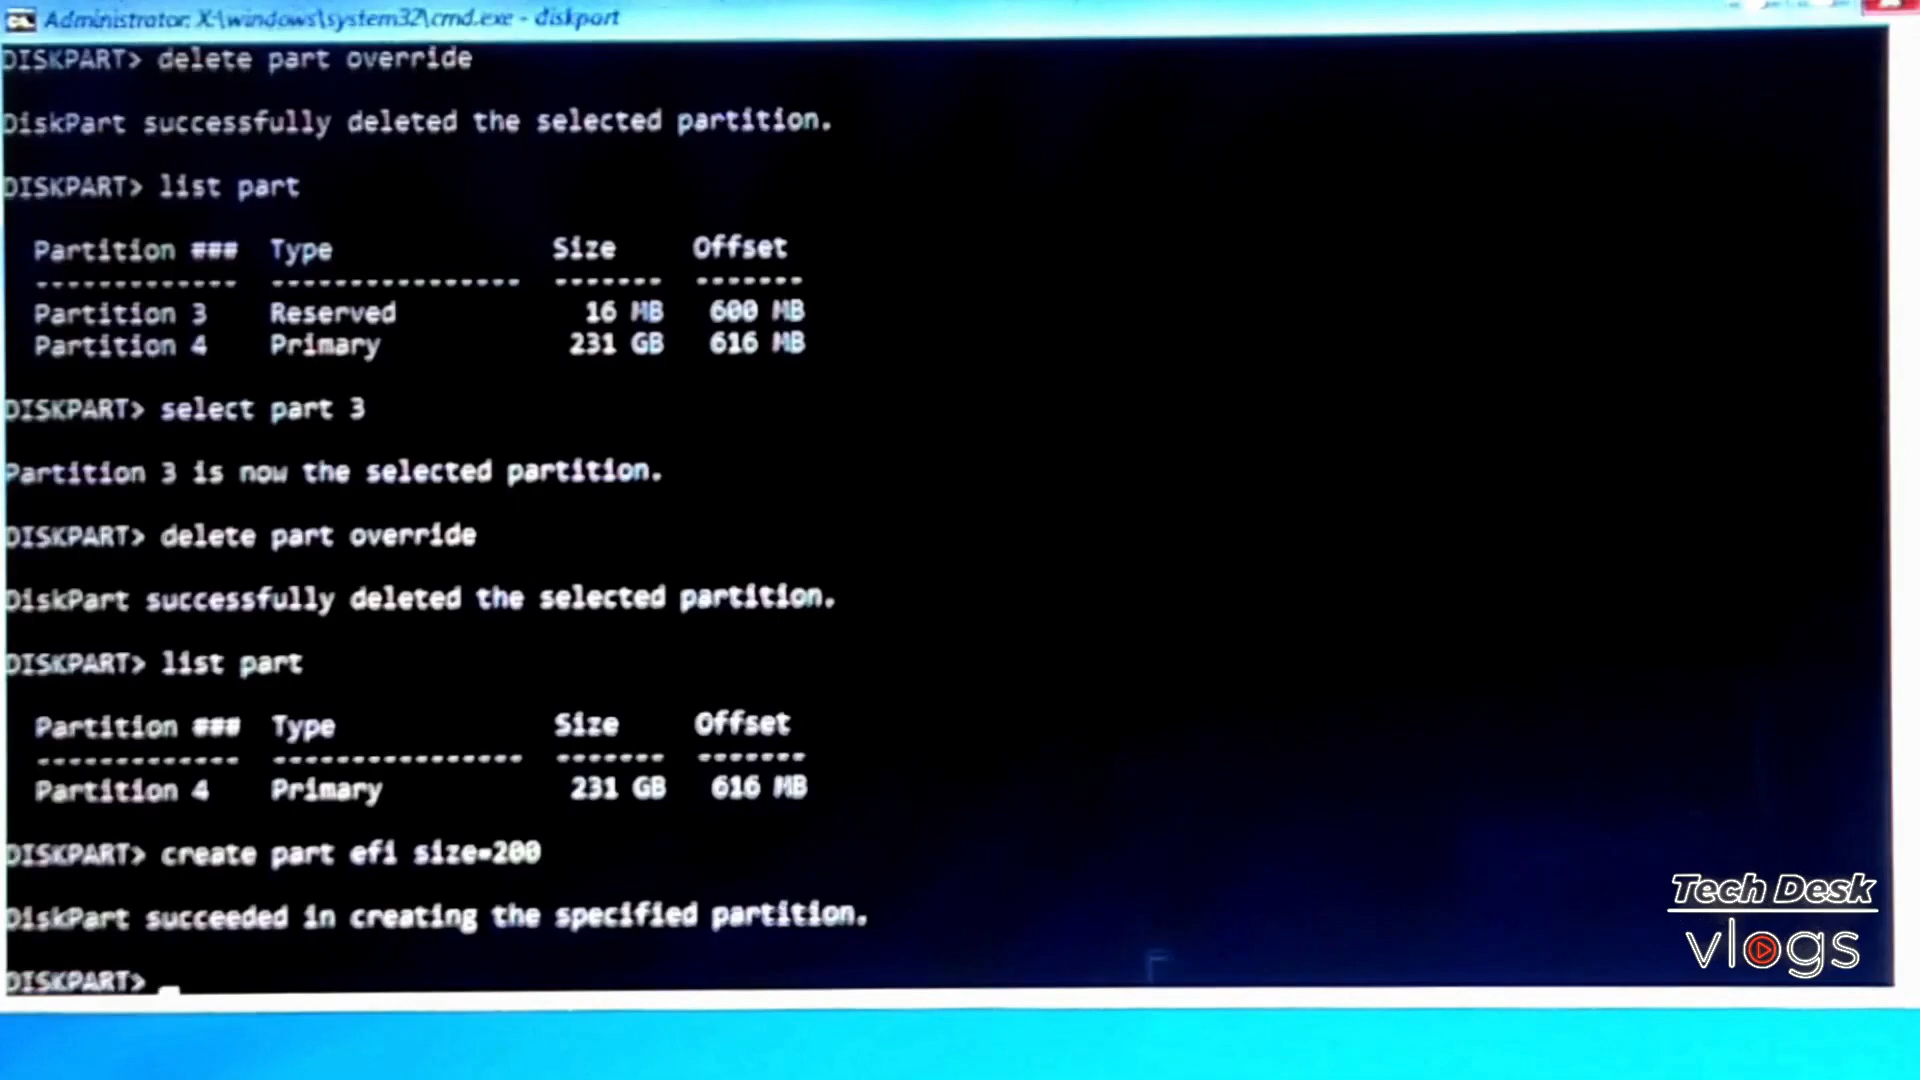 Administrator: X:\windows\system32\cmd.exe - diskpart
DISKPART> delete part override
DiskPart successfully deleted the selected partition.
DISKPART> list part
Partition ### Type Size Offset
------------- ---------------- ------- -------
Partition 3 Reserved 16 MB 600 MB
Partition 4 Primary 231 GB 616 MB
DISKPART> select part 3
Partition 3 is now the selected partition.
DISKPART> delete part override
DiskPart successfully deleted the selected partition.
DISKPART> list part
Partition ### Type Size Offset
------------- ---------------- ------- -------
Partition 4 Primary 231 GB 616 MB
DISKPART> create part efi size=200
DiskPart succeeded in creating the specified partition.
DISKPART>
Tech Desk
vlogs